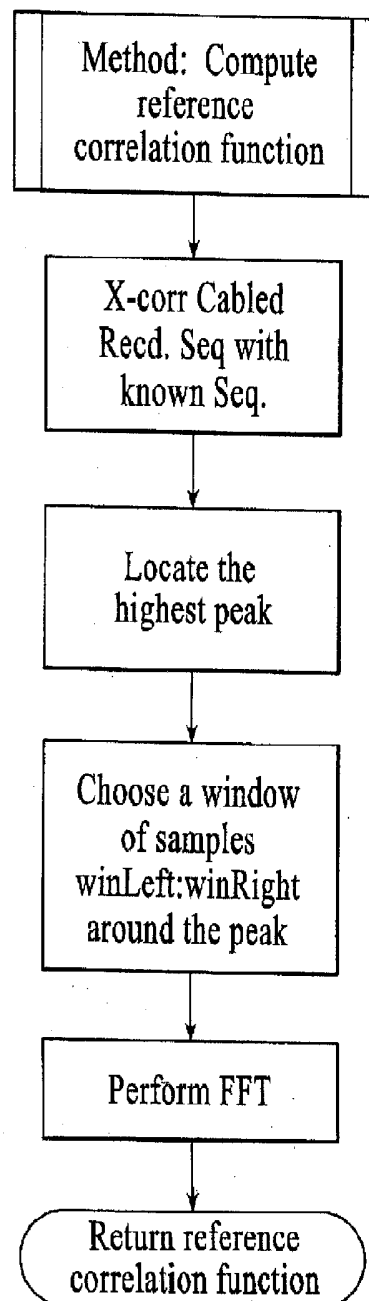 Method: Compute
reference
correlation function
X-corr Cabled
Recd. Seq with
known Seq.
Locate the
highest peak
Choose a window
of samples
winLeft:winRight
around the peak
Perform FFT
Return reference
correlation function